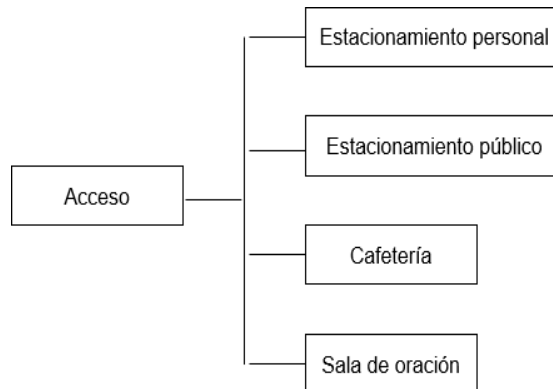 Estacionamiento personal
Estacionamiento público
Acceso
Cafetería
Sala de oración